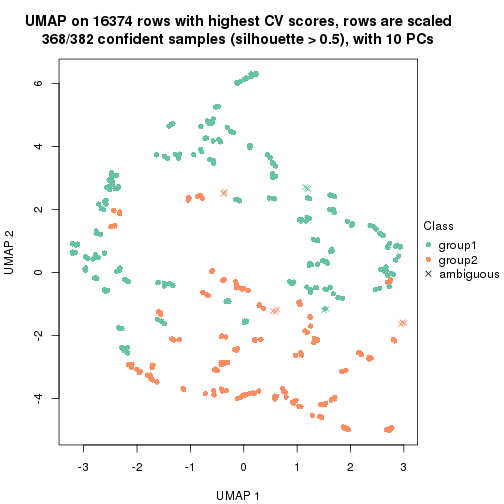 UMAP on 16374 rows with highest CV scores, rows are scaled
368/382 confident samples (silhouette > 0.5), with 10 PCs
6
4
2
0
-2
-4
UMAP 2
-3
-2
-1
0
1
2
3
UMAP 1
Class
group1
group2
ambiguous